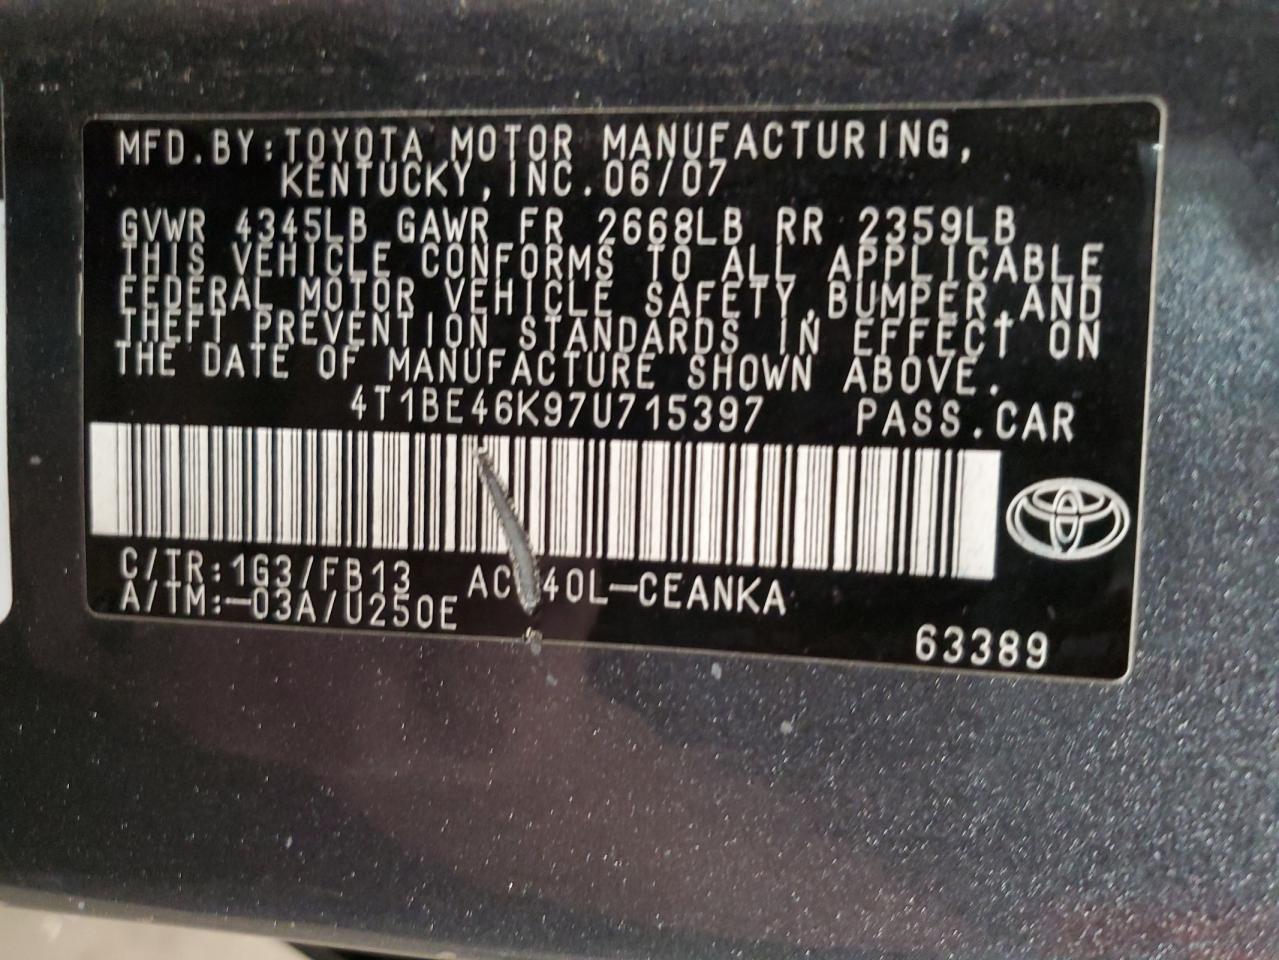 MFD.BY:TOYOTA MOTOR MANUFACTURING,
KENTUCKY,INC.06/07
GVWR 4345LB GAWR FR 2668LB RR 2359LB
THIS VEHICLE CONFORMS TO ALL APPLICABLE
FEDERAL MOTOR VEHICLE SAFETY,BUMPER,AND
THEFT PREVENTION STANDARDS IN EFFECT ON
THE DATE OF MANUFACTURE SHOWN ABOVE.
4T1BE46K97U715397 PASS.CAR
C/TR:1G3/FB13
A/TM:-03A/U250E
63389